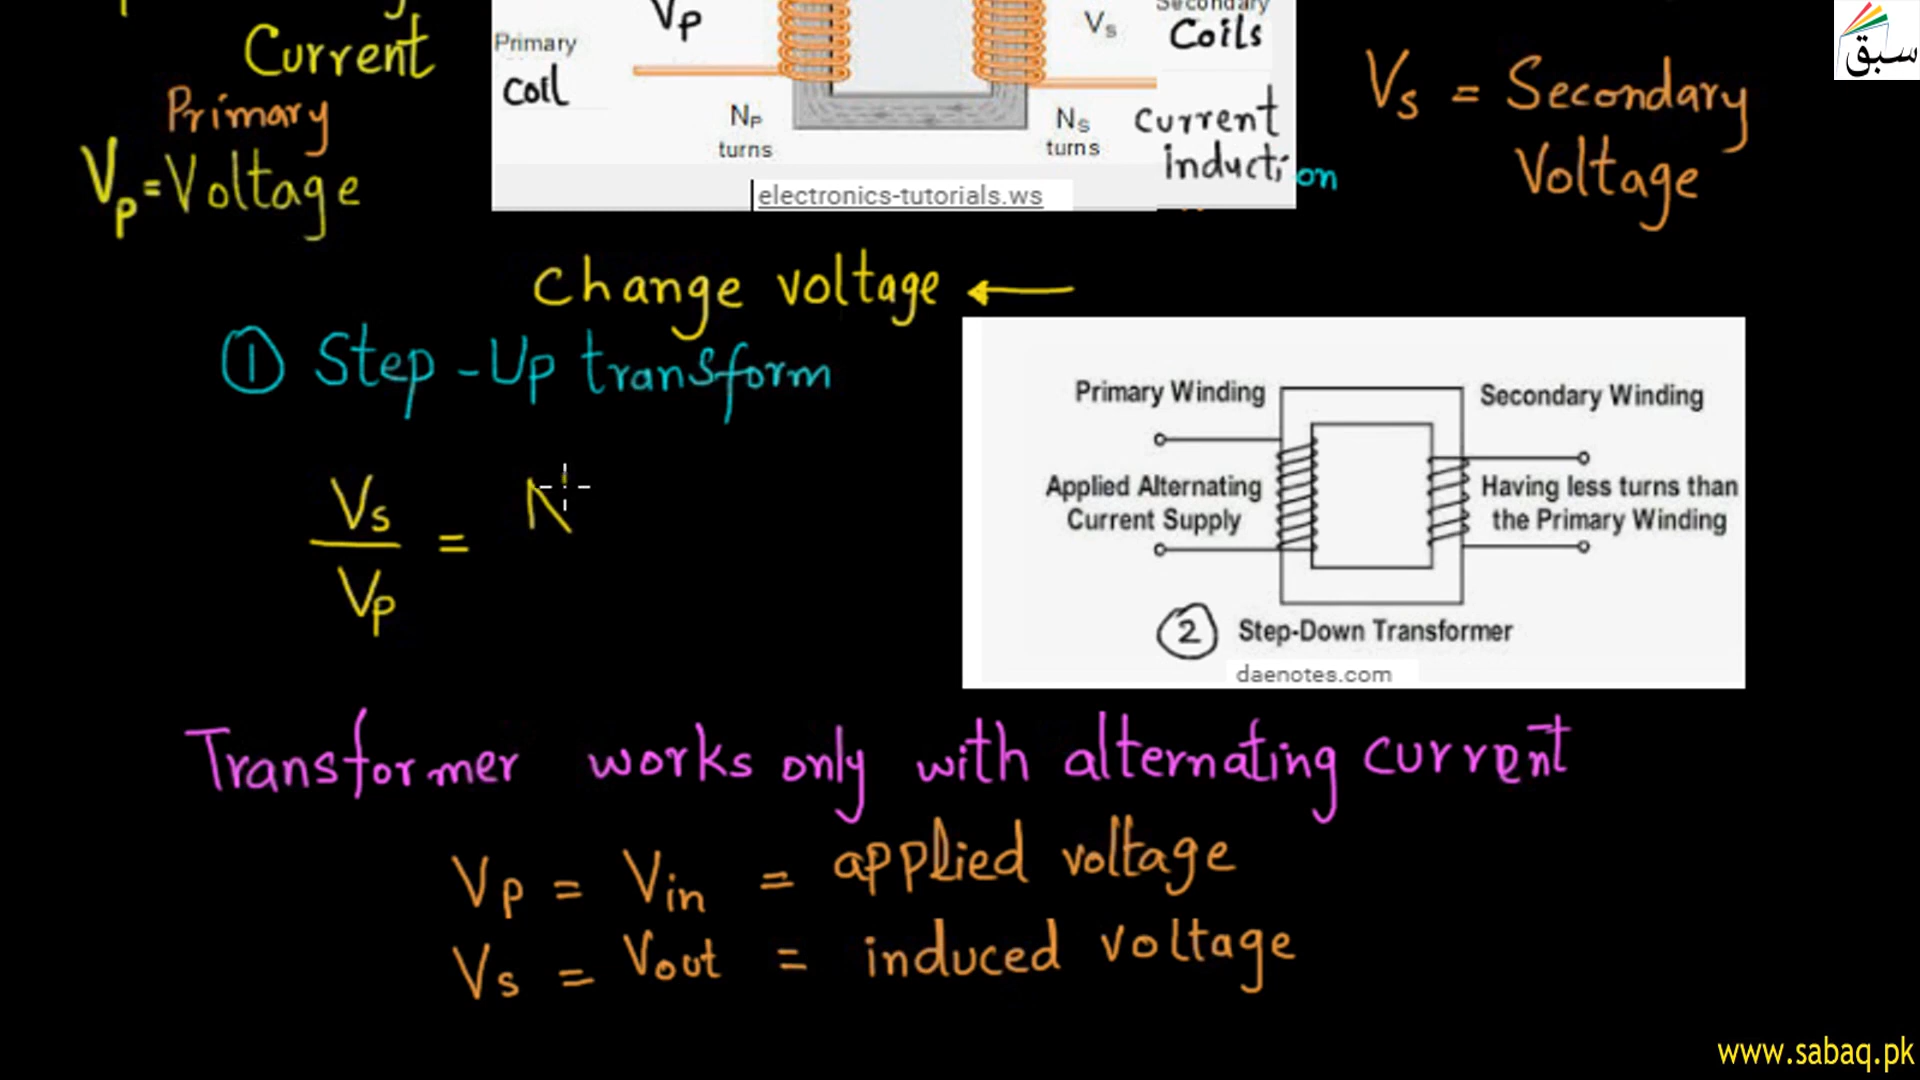 Current
Primary
Vp = Voltage
Primary
Coil
Vp
NP
turns
Vs
Secondary
Coils
NS
turns
Current
induction
electronics-tutorials.ws
Vs = Secondary
Voltage
سبق
Change voltage ←
① Step-Up transform
Vs
Vp
=
N
Primary Winding
Secondary Winding
Applied Alternating
Current Supply
Having less turns than
the Primary Winding
② Step-Down Transformer
daenotes.com
Transformer works only with alternating current
Vp = Vin = applied voltage
Vs = Vout = induced voltage
www.sabaq.pk